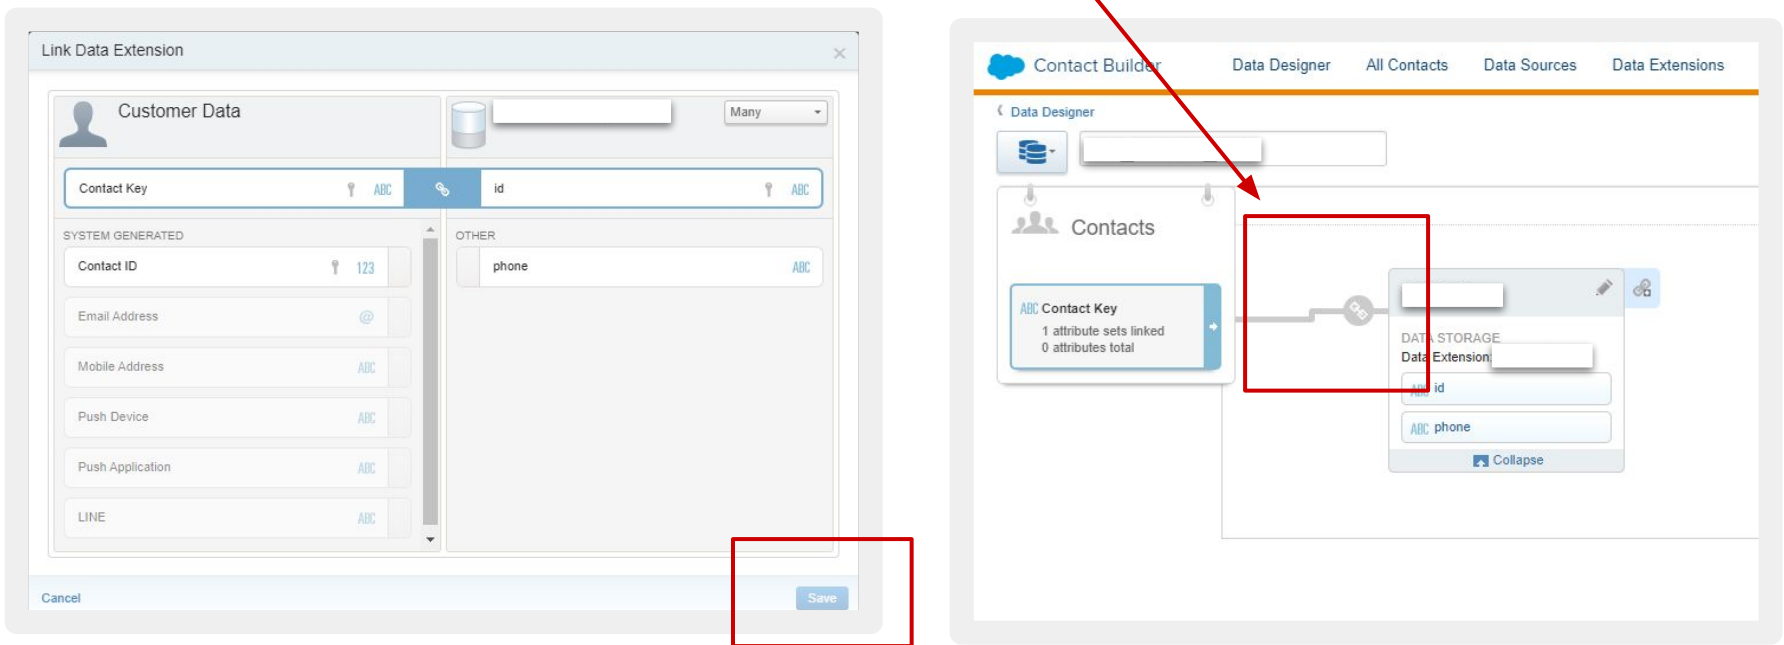 Link Data Extension
×
Customer Data
Many
Contact Key ABC
id ABC
SYSTEM GENERATED
OTHER
Contact ID 123
phone ABC
Email Address @
Mobile Address ABC
Push Device ABC
Push Application ABC
LINE ABC
Cancel
Save
Contact Builder
Data Designer All Contacts Data Sources Data Extensions
Data Designer
Contacts
ABC Contact Key
1 attribute sets linked
0 attributes total
DATA STORAGE
Data Extension:
ABC id
ABC phone
Collapse